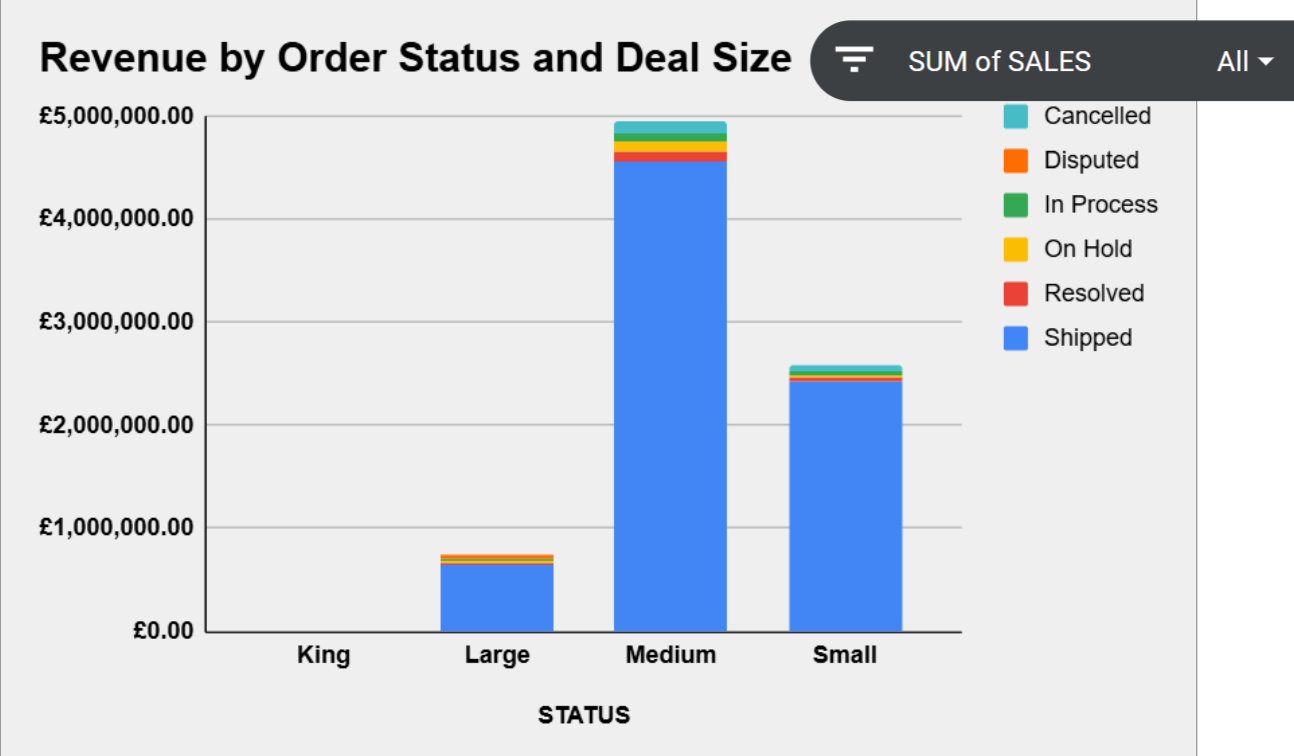 Revenue by Order Status and Deal Size
SUM of SALES All
£5,000,000.00
£4,000,000.00
£3,000,000.00
£2,000,000.00
£1,000,000.00
£0.00
King Large Medium Small
STATUS
Cancelled
Disputed
In Process
On Hold
Resolved
Shipped